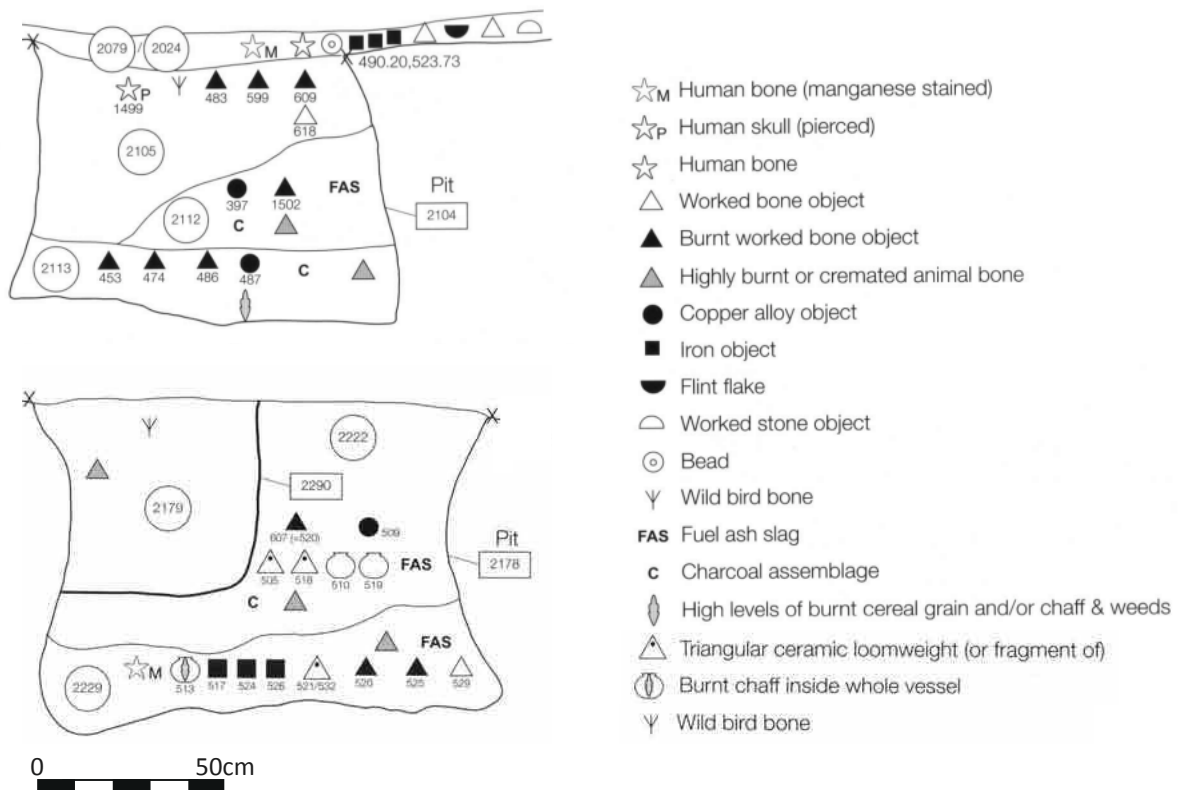 2079 / 2024
M
490.20,523.73
P
1499
483
599
609
618
2105
397
1502
FAS
Pit
2104
2112
C
2113
453
474
486
487
C
2222
2290
2179
607 (=520)
509
Pit
2178
505
518
510
519
FAS
C
FAS
2229
M
513
517
524
526
521/532
520
525
529
0 50cm
M Human bone (manganese stained)
P Human skull (pierced)
Human bone
Worked bone object
Burnt worked bone object
Highly burnt or cremated animal bone
Copper alloy object
Iron object
Flint flake
Worked stone object
Bead
Wild bird bone
FAS Fuel ash slag
C Charcoal assemblage
High levels of burnt cereal grain and/or chaff & weeds
Triangular ceramic loomweight (or fragment of)
Burnt chaff inside whole vessel
Wild bird bone